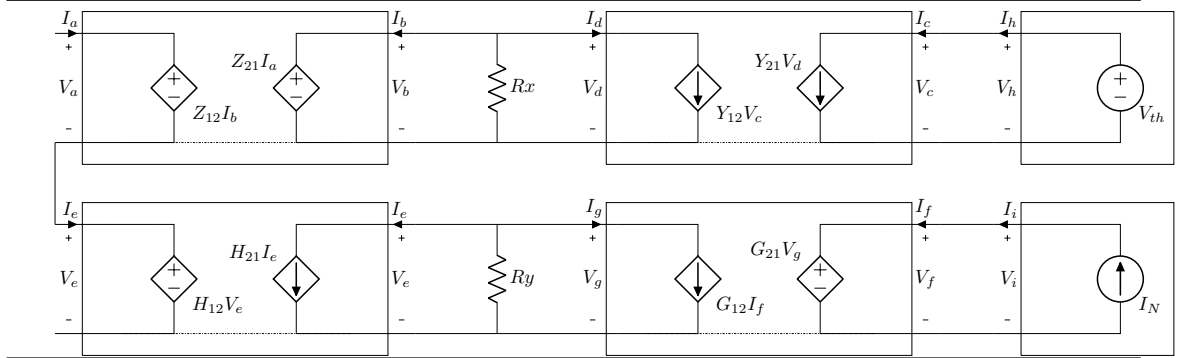 I_a I_b I_d I_c I_h
+ + + + +
Z_{21}I_a Y_{21}V_d
V_a + − + − V_b Rx V_d V_c V_h + −
Z_{12}I_b Y_{12}V_c V_{th}
- - - - -
I_e I_e I_g I_f I_i
+ + + + +
H_{21}I_e G_{21}V_g
V_e + − V_e Ry V_g + − V_f V_i
H_{12}V_e G_{12}I_f I_N
- - - - -